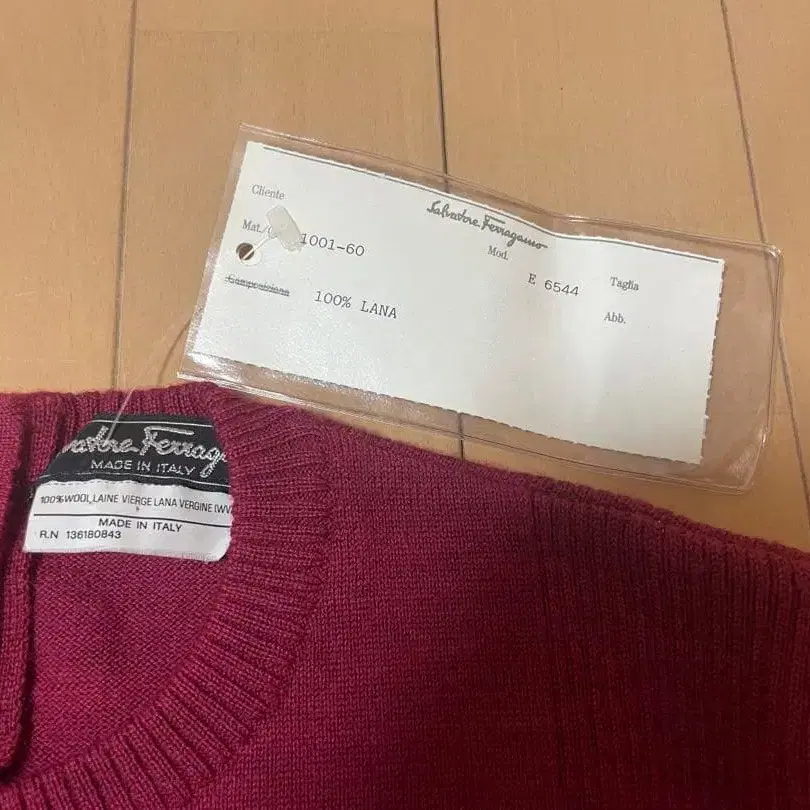 Cliente
Salvatore Ferragamo
Mat./ 1001-60
Mod. E 6544
Taglia
Composizione 100% LANA
Abb.
Salvatore Ferrag
MADE IN ITALY
100% WOOL, LAINE VIERGE LANA VERGINE (WV
MADE IN ITALY
R.N 136180843